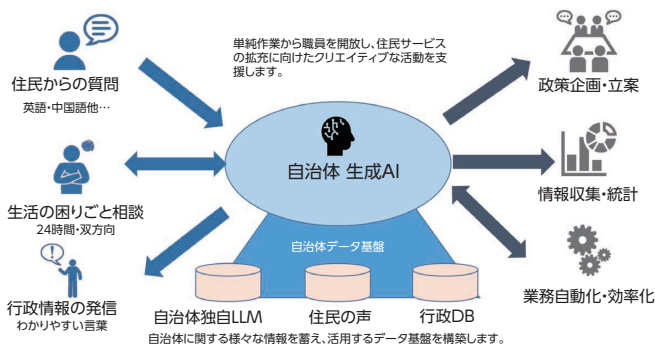 単純作業から職員を開放し、住民サービス
の拡充に向けたクリエイティブな活動を支
援します。
住民からの質問
英語・中国語他…
生活の困りごと相談
24時間・双方向
行政情報の発信
わかりやすい言葉
自治体 生成AI
政策企画・立案
情報収集・統計
業務自動化・効率化
自治体データ基盤
自治体独自LLM
住民の声
行政DB
自治体に関する様々な情報を蓄え、活用するデータ基盤を構築します。